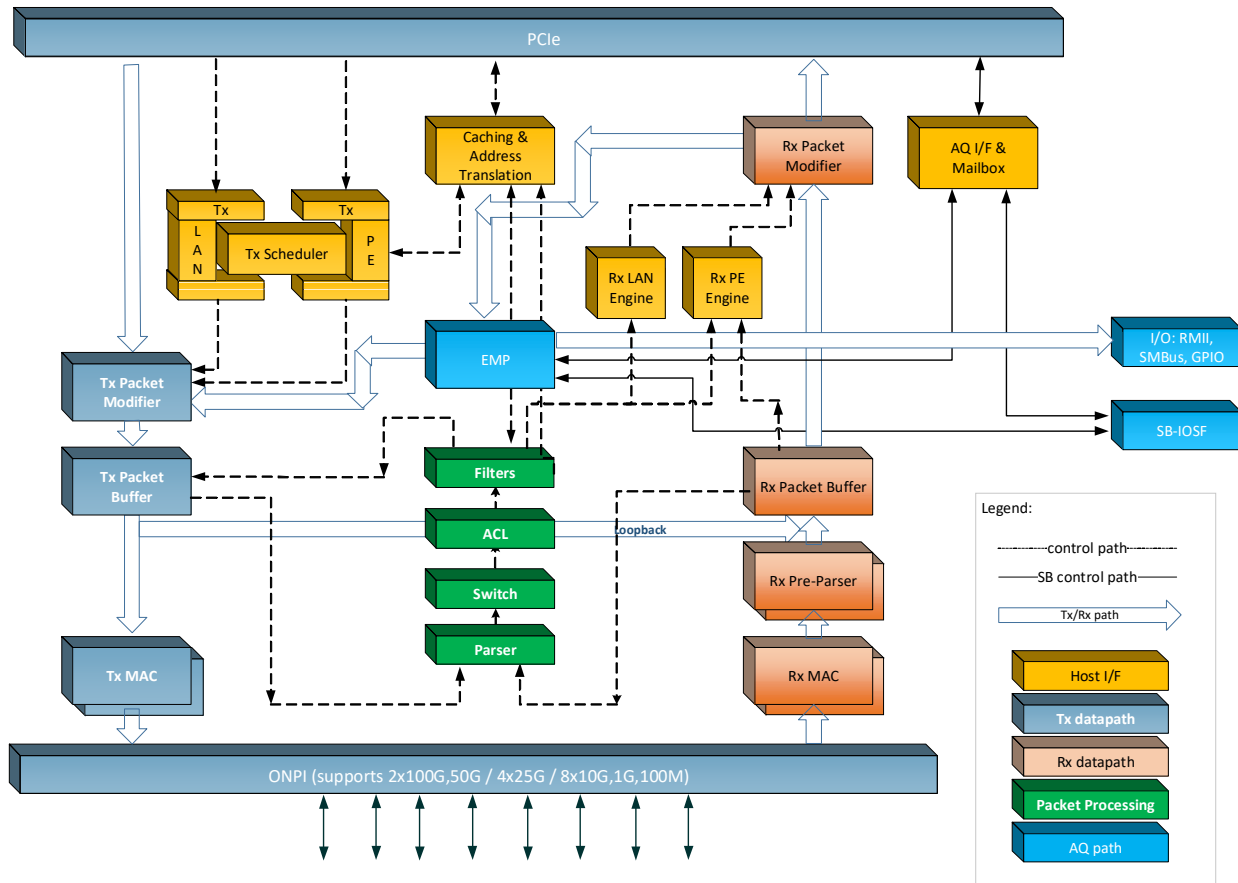 PCIe
Caching &
Address
Translation
Rx Packet
Modifier
AQ I/F &
Mailbox
Tx
Tx
L
A
N
Tx Scheduler
P
E
Rx LAN
Engine
Rx PE
Engine
EMP
I/O: RMII,
SMBus, GPIO
Tx Packet
Modifier
SB-IOSF
Tx Packet
Buffer
Filters
Rx Packet Buffer
ACL
Loopback
Switch
Rx Pre-Parser
Parser
Tx MAC
Rx MAC
ONPI (supports 2x100G,50G / 4x25G / 8x10G,1G,100M)
Legend:
control path
SB control path
Tx/Rx path
Host I/F
Tx datapath
Rx datapath
Packet Processing
AQ path